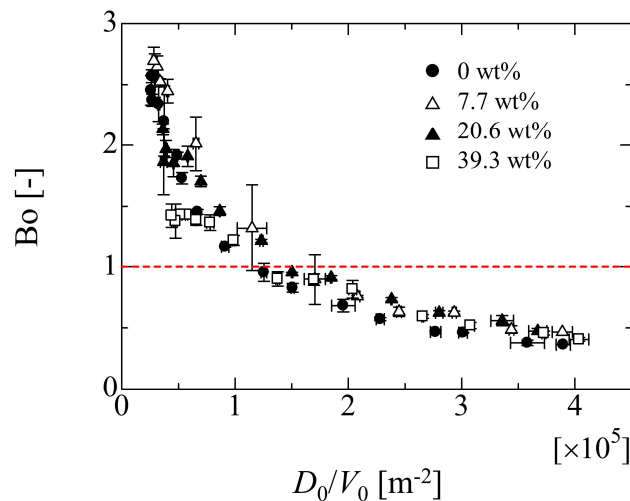 3
● 0 wt%
△ 7.7 wt%
▲ 20.6 wt%
□ 39.3 wt%
2
Bo [-]
1
0
0 1 2 3 4
[×10⁵]
D₀/V₀ [m⁻²]